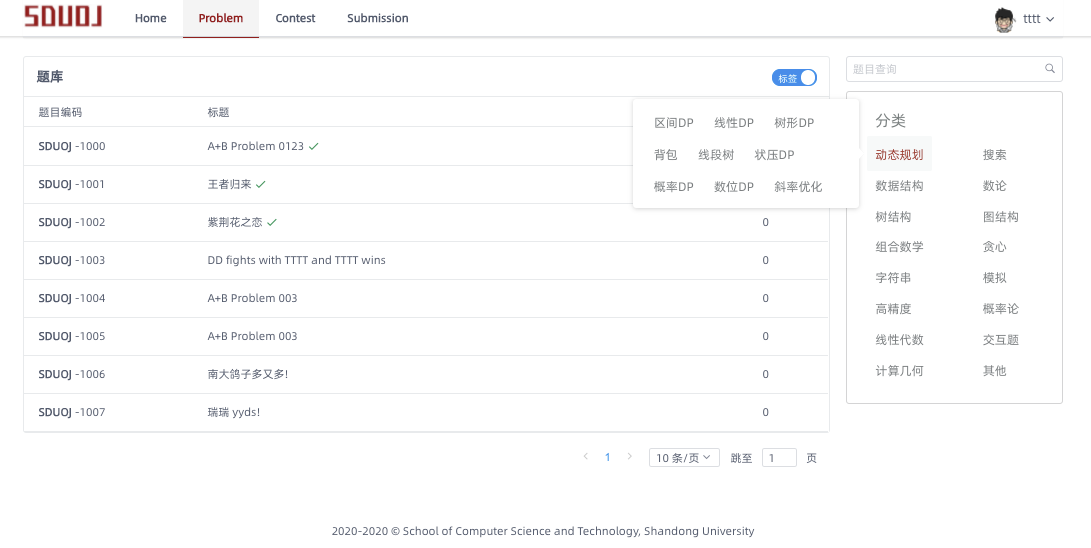 SDUOJ Home Problem Contest Submission tttt
题库 标签
题目编码 标题
SDUOJ -1000 A+B Problem 0123
SDUOJ -1001 王者归来
SDUOJ -1002 紫荆花之恋 0
SDUOJ -1003 DD fights with TTTT and TTTT wins 0
SDUOJ -1004 A+B Problem 003 0
SDUOJ -1005 A+B Problem 003 0
SDUOJ -1006 南大鸽子多又多! 0
SDUOJ -1007 瑞瑞 yyds! 0
1 10 条/页 跳至 1 页
区间DP 线性DP 树形DP
背包 线段树 状压DP
概率DP 数位DP 斜率优化
题目查询
分类
动态规划 搜索
数据结构 数论
树结构 图结构
组合数学 贪心
字符串 模拟
高精度 概率论
线性代数 交互题
计算几何 其他
2020-2020 © School of Computer Science and Technology, Shandong University